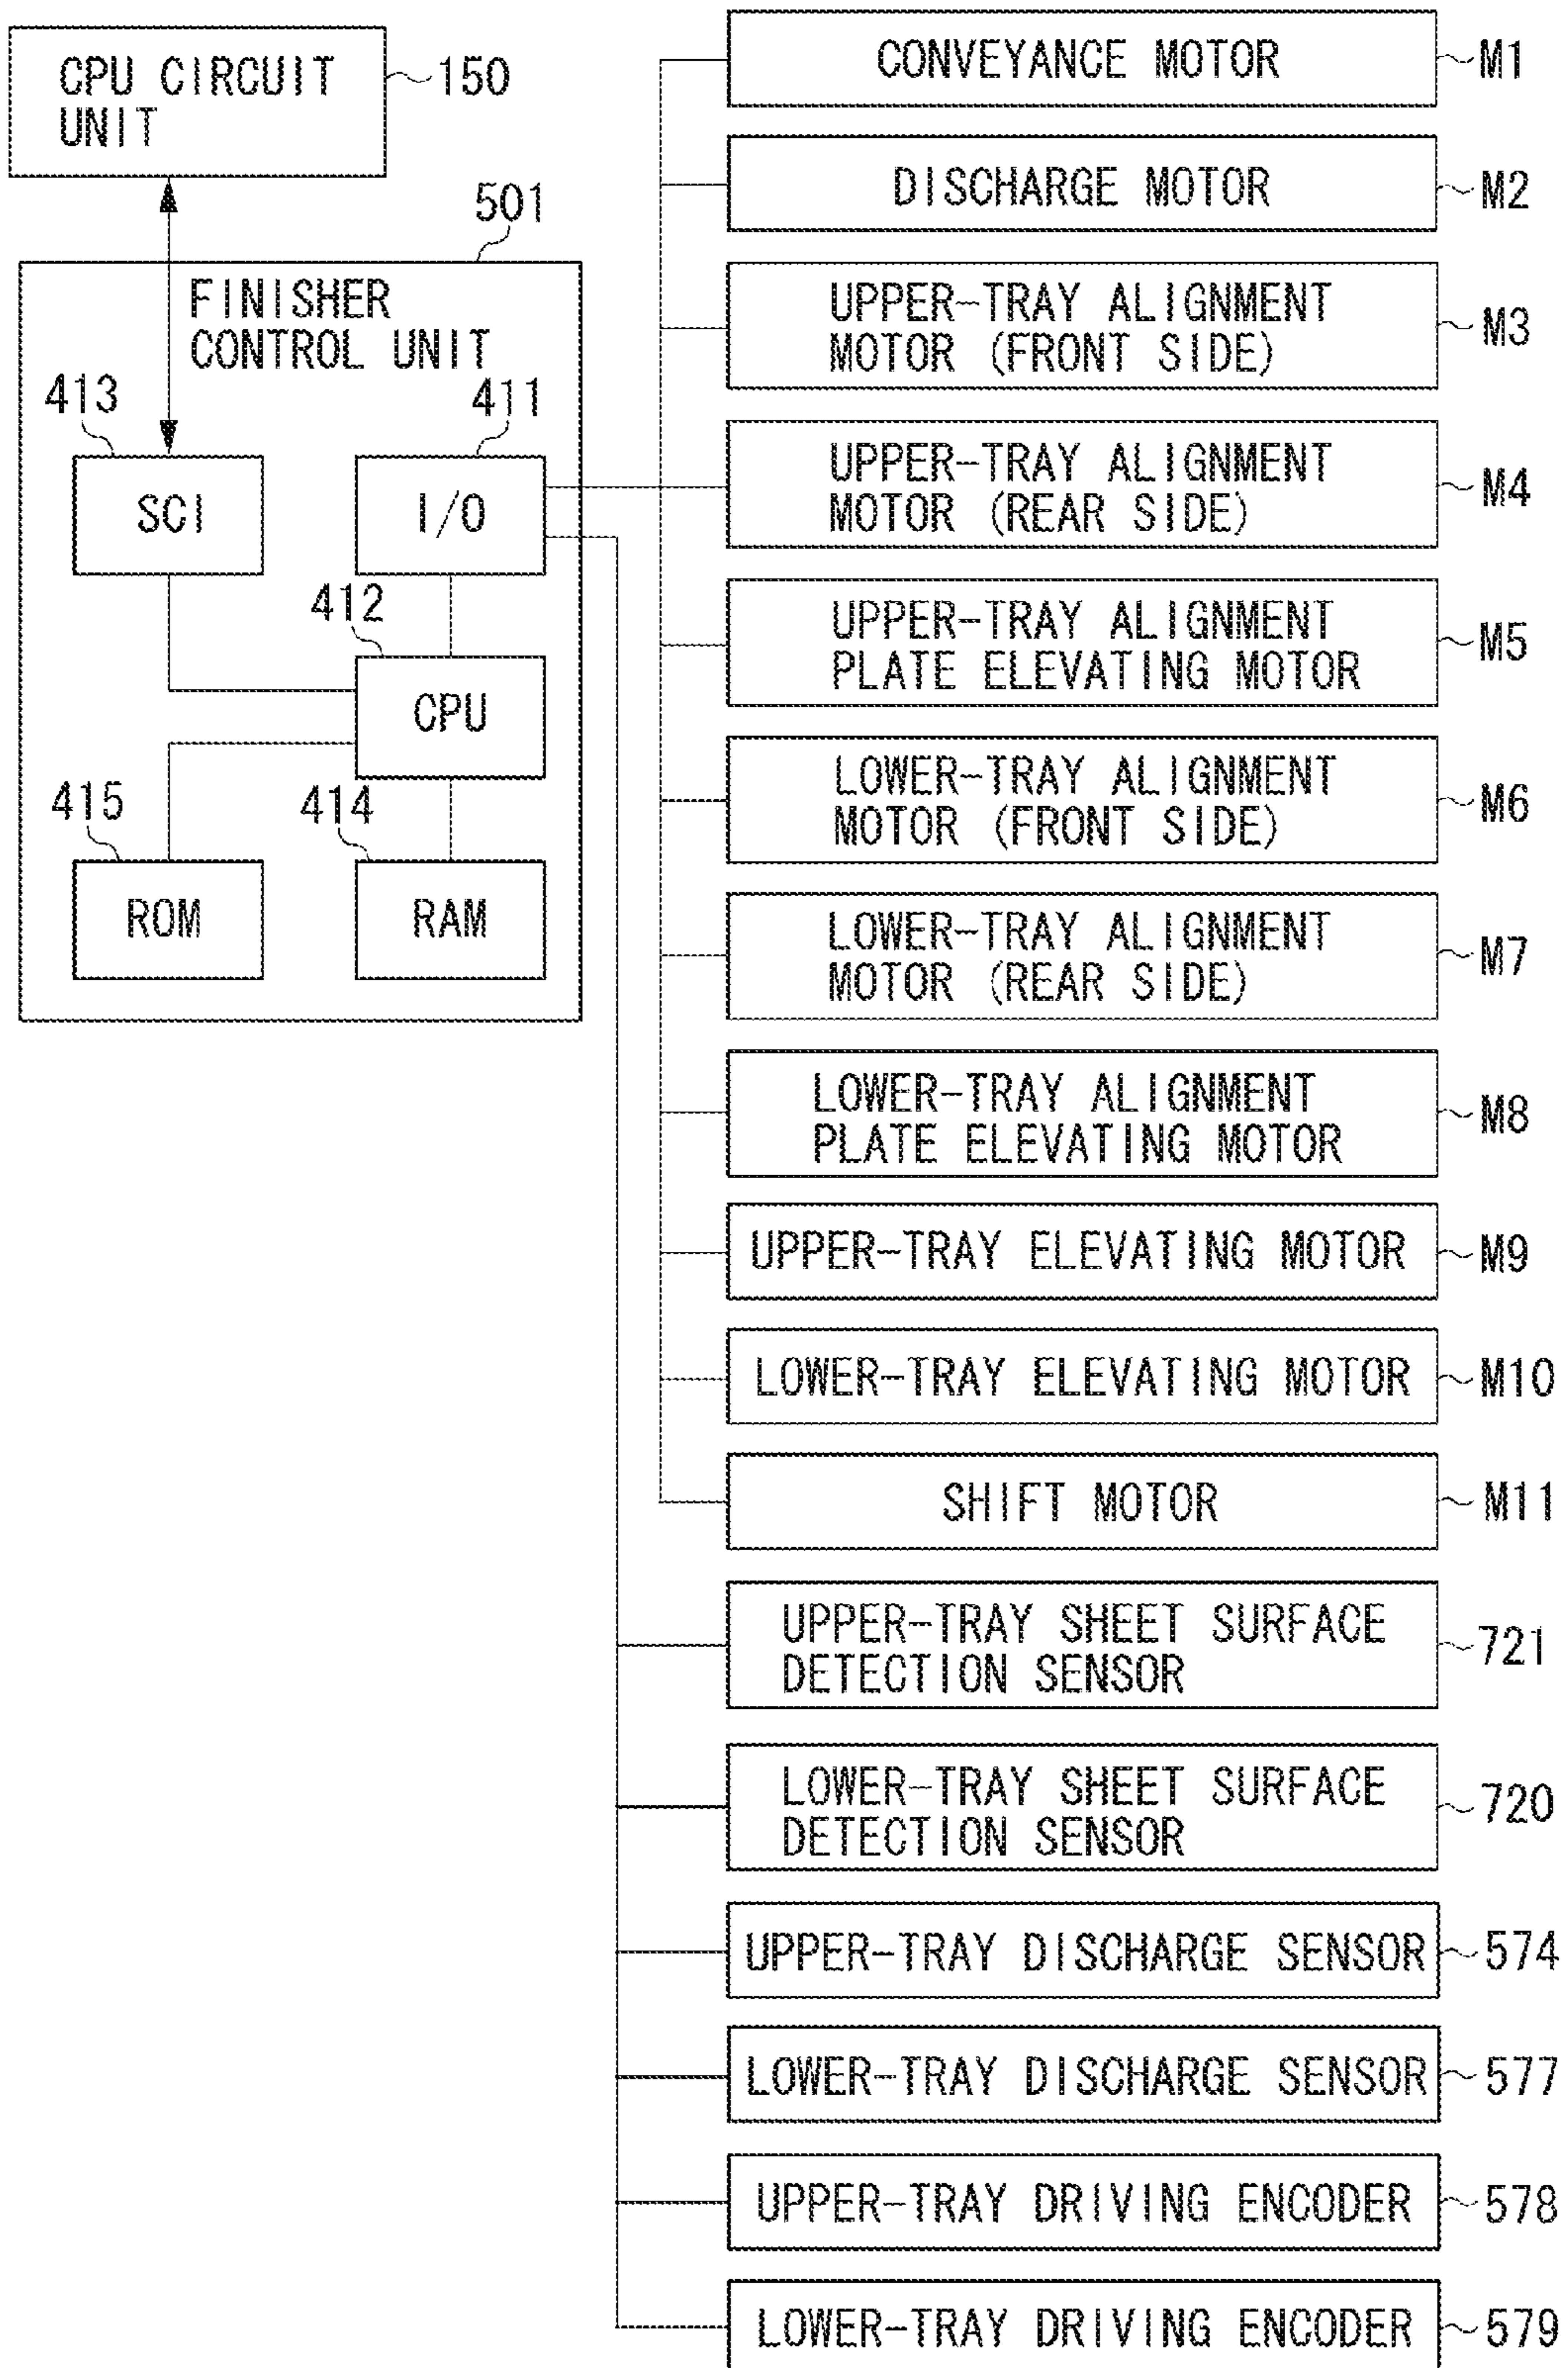 CPU CIRCUIT
UNIT
150
501
FINISHER
CONTROL UNIT
413
411
SCI
I/O
412
CPU
415
414
ROM
RAM
CONVEYANCE MOTOR
M1
DISCHARGE MOTOR
M2
UPPER-TRAY ALIGNMENT
MOTOR (FRONT SIDE)
M3
UPPER-TRAY ALIGNMENT
MOTOR (REAR SIDE)
M4
UPPER-TRAY ALIGNMENT
PLATE ELEVATING MOTOR
M5
LOWER-TRAY ALIGNMENT
MOTOR (FRONT SIDE)
M6
LOWER-TRAY ALIGNMENT
MOTOR (REAR SIDE)
M7
LOWER-TRAY ALIGNMENT
PLATE ELEVATING MOTOR
M8
UPPER-TRAY ELEVATING MOTOR
M9
LOWER-TRAY ELEVATING MOTOR
M10
SHIFT MOTOR
M11
UPPER-TRAY SHEET SURFACE
DETECTION SENSOR
721
LOWER-TRAY SHEET SURFACE
DETECTION SENSOR
720
UPPER-TRAY DISCHARGE SENSOR
574
LOWER-TRAY DISCHARGE SENSOR
577
UPPER-TRAY DRIVING ENCODER
578
LOWER-TRAY DRIVING ENCODER
579